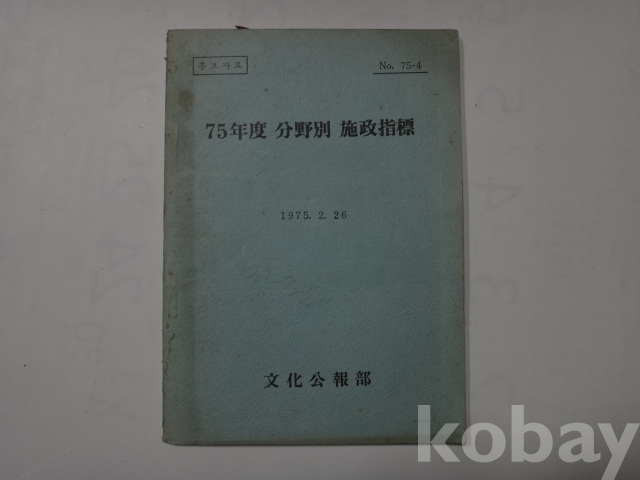 홍보자료
No. 75-4
75年度 分野別 施政指標
1975. 2. 26
文化公報部
kobay